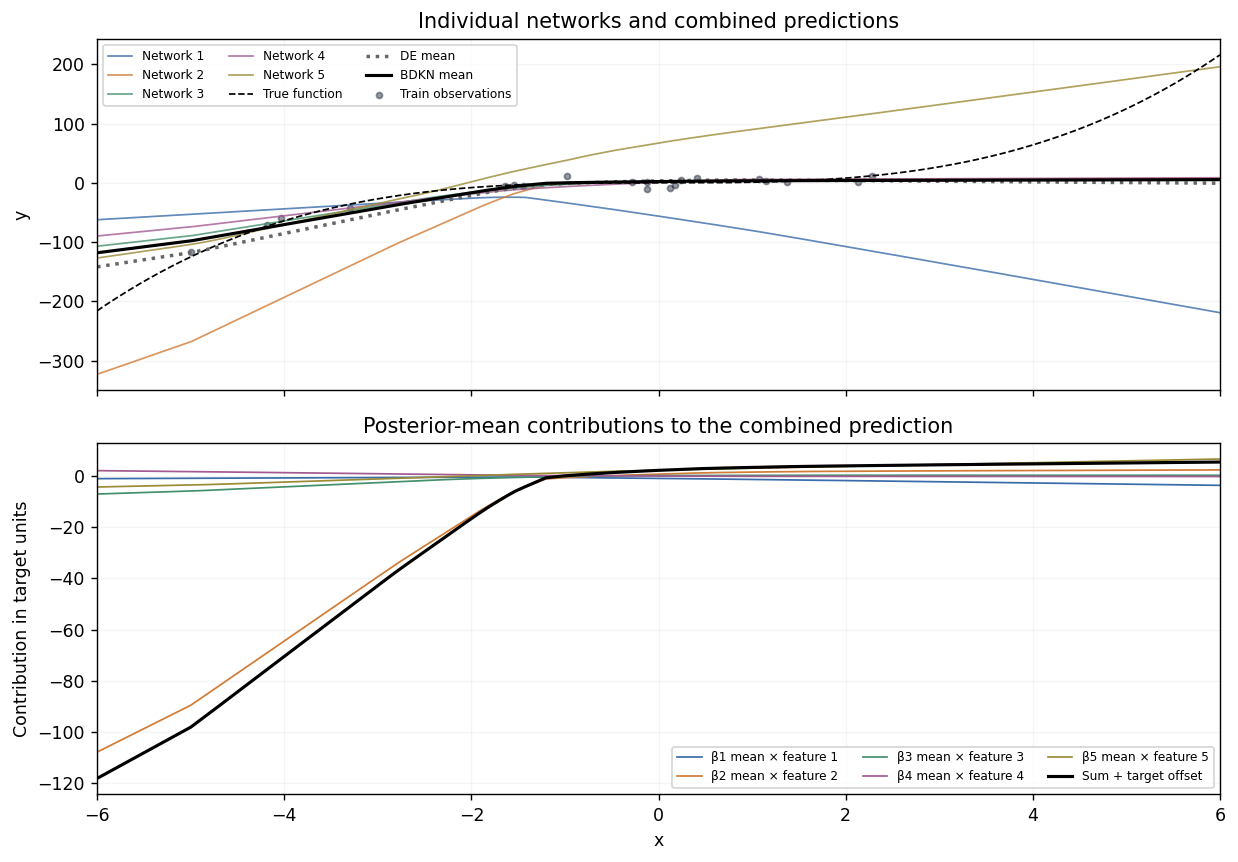 Individual networks and combined predictions
Network 1
Network 2
Network 3
Network 4
Network 5
True function
DE mean
BDKN mean
Train observations
200
100
0
−100
−200
−300
y
Posterior-mean contributions to the combined prediction
0
−20
−40
−60
−80
−100
−120
Contribution in target units
β1 mean × feature 1
β2 mean × feature 2
β3 mean × feature 3
β4 mean × feature 4
β5 mean × feature 5
Sum + target offset
−6 −4 −2 0 2 4 6
x